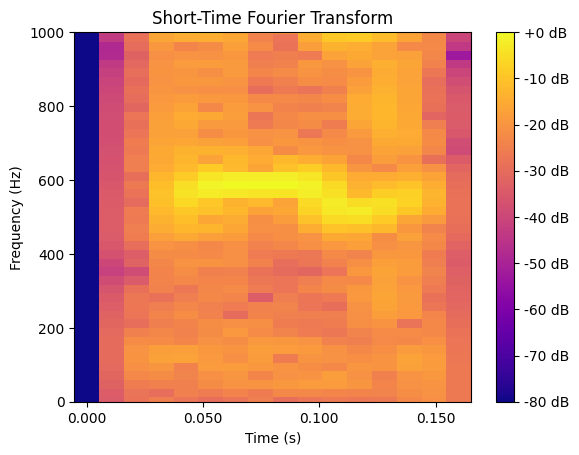 Short-Time Fourier Transform
1000
800
600
400
200
0
Frequency (Hz)
0.000
0.050
0.100
0.150
Time (s)
+0 dB
-10 dB
-20 dB
-30 dB
-40 dB
-50 dB
-60 dB
-70 dB
-80 dB